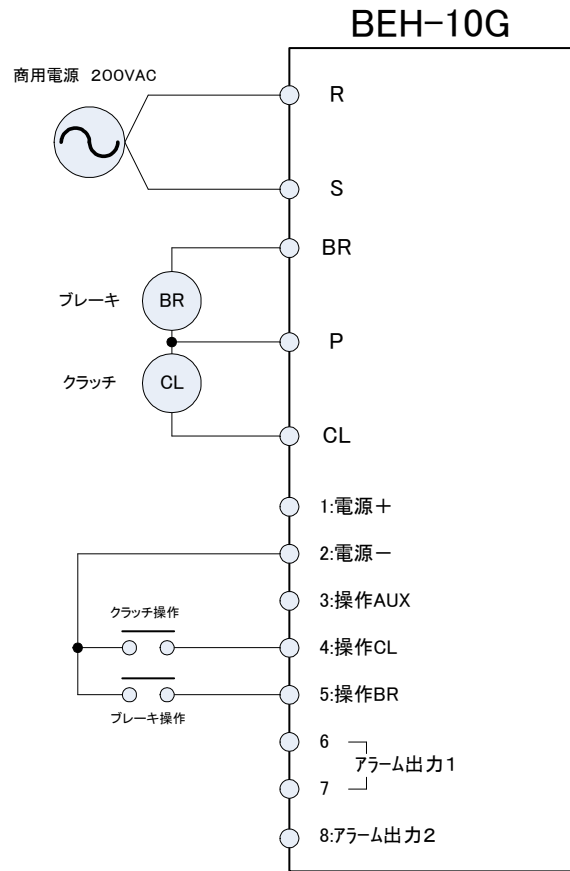 BEH-10G
商用電源 200VAC
R
S
BR
ブレーキ
BR
P
クラッチ
CL
CL
1:電源＋
2:電源－
3:操作AUX
クラッチ操作
4:操作CL
5:操作BR
ブレーキ操作
6
アラーム出力1
7
8:アラーム出力2